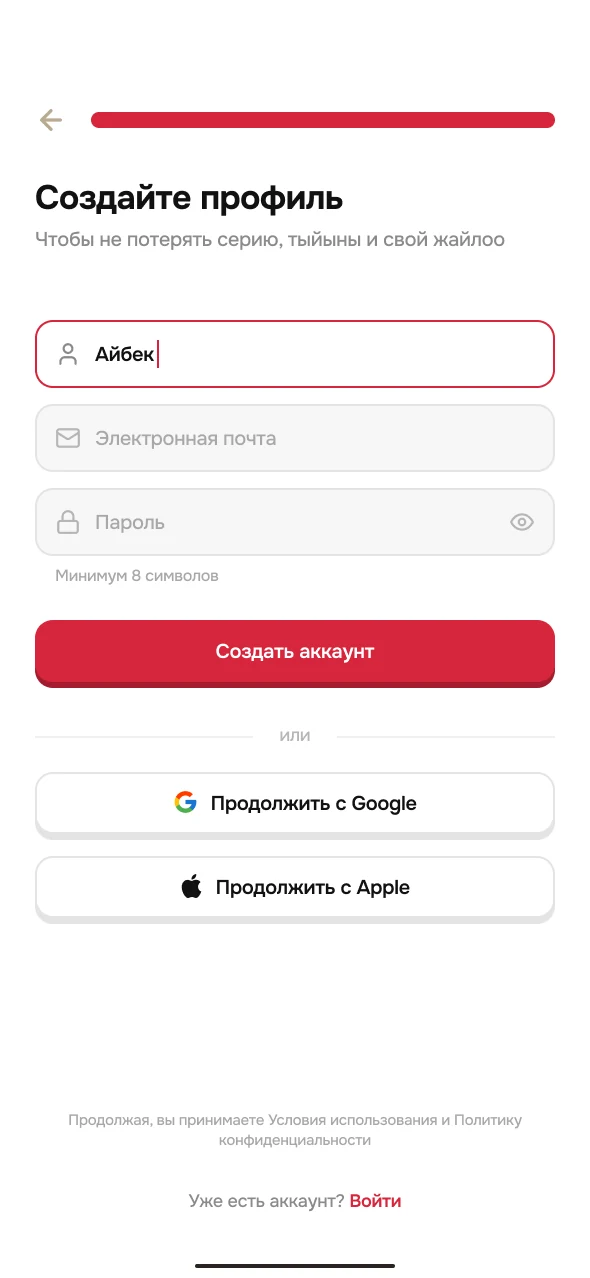 Создайте профиль
Чтобы не потерять серию, тыйыны и свой жайлоо
Айбек
Электронная почта
Пароль
Минимум 8 символов
Создать аккаунт
или
Продолжить с Google
Продолжить с Apple
Продолжая, вы принимаете Условия использования и Политику
конфиденциальности
Уже есть аккаунт? Войти